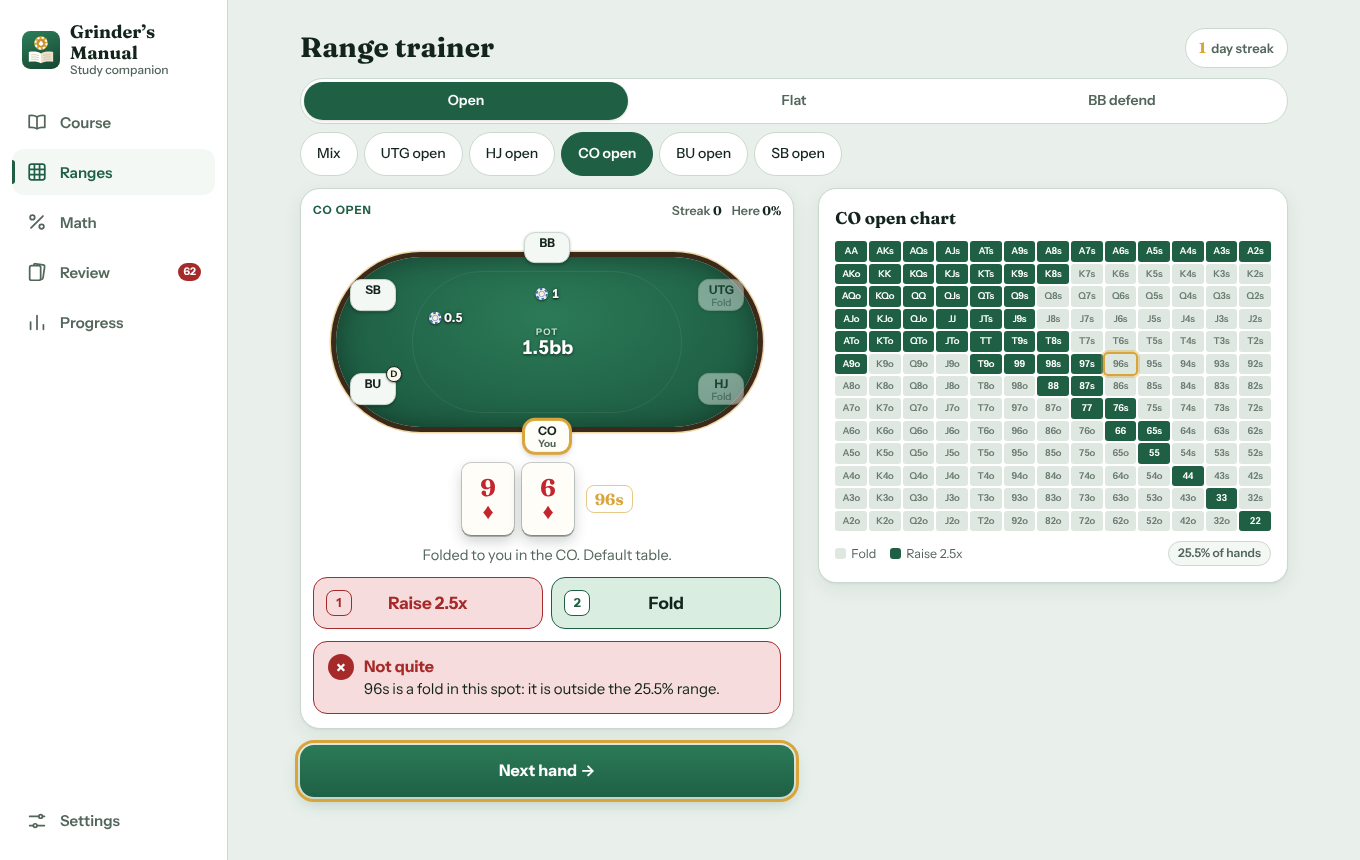 Grinder's
Manual
Study companion
Course
Ranges
Math
Review 62
Progress
Settings
Range trainer
1 day streak
Open Flat BB defend
Mix UTG open HJ open CO open BU open SB open
CO OPEN Streak 0 Here 0%
BB
SB
UTG
Fold
1
0.5
POT
1.5bb
BU D
HJ
Fold
CO
You
9 6 96s
Folded to you in the CO. Default table.
1 Raise 2.5x 2 Fold
Not quite
96s is a fold in this spot: it is outside the 25.5% range.
Next hand →
CO open chart
AA AKs AQs AJs ATs A9s A8s A7s A6s A5s A4s A3s A2s
AKo KK KQs KJs KTs K9s K8s K7s K6s K5s K4s K3s K2s
AQo KQo QQ QJs QTs Q9s Q8s Q7s Q6s Q5s Q4s Q3s Q2s
AJo KJo QJo JJ JTs J9s J8s J7s J6s J5s J4s J3s J2s
ATo KTo QTo JTo TT T9s T8s T7s T6s T5s T4s T3s T2s
A9o K9o Q9o J9o T9o 99 98s 97s 96s 95s 94s 93s 92s
A8o K8o Q8o J8o T8o 98o 88 87s 86s 85s 84s 83s 82s
A7o K7o Q7o J7o T7o 97o 87o 77 76s 75s 74s 73s 72s
A6o K6o Q6o J6o T6o 96o 86o 76o 66 65s 64s 63s 62s
A5o K5o Q5o J5o T5o 95o 85o 75o 65o 55 54s 53s 52s
A4o K4o Q4o J4o T4o 94o 84o 74o 64o 54o 44 43s 42s
A3o K3o Q3o J3o T3o 93o 83o 73o 63o 53o 43o 33 32s
A2o K2o Q2o J2o T2o 92o 82o 72o 62o 52o 42o 32o 22
Fold Raise 2.5x 25.5% of hands